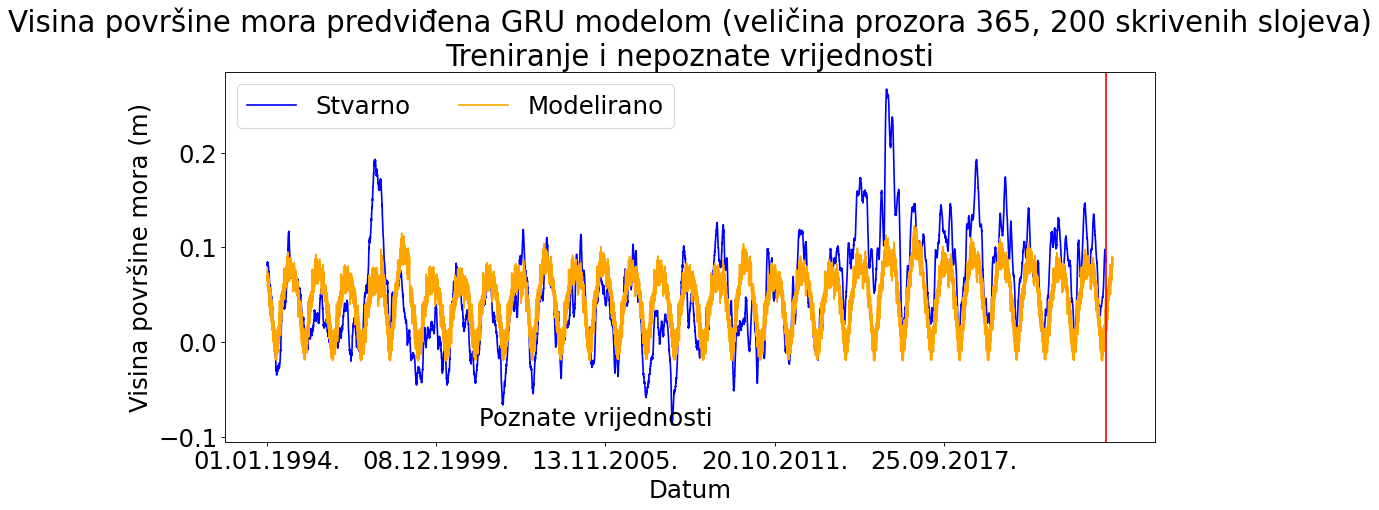 Visina površine mora predviđena GRU modelom (veličina prozora 365, 200 skrivenih slojeva)
Treniranje i nepoznate vrijednosti
Stvarno
Modelirano
Visina površine mora (m)
0.2
0.1
0.0
−0.1
Poznate vrijednosti
01.01.1994.
08.12.1999.
13.11.2005.
20.10.2011.
25.09.2017.
Datum